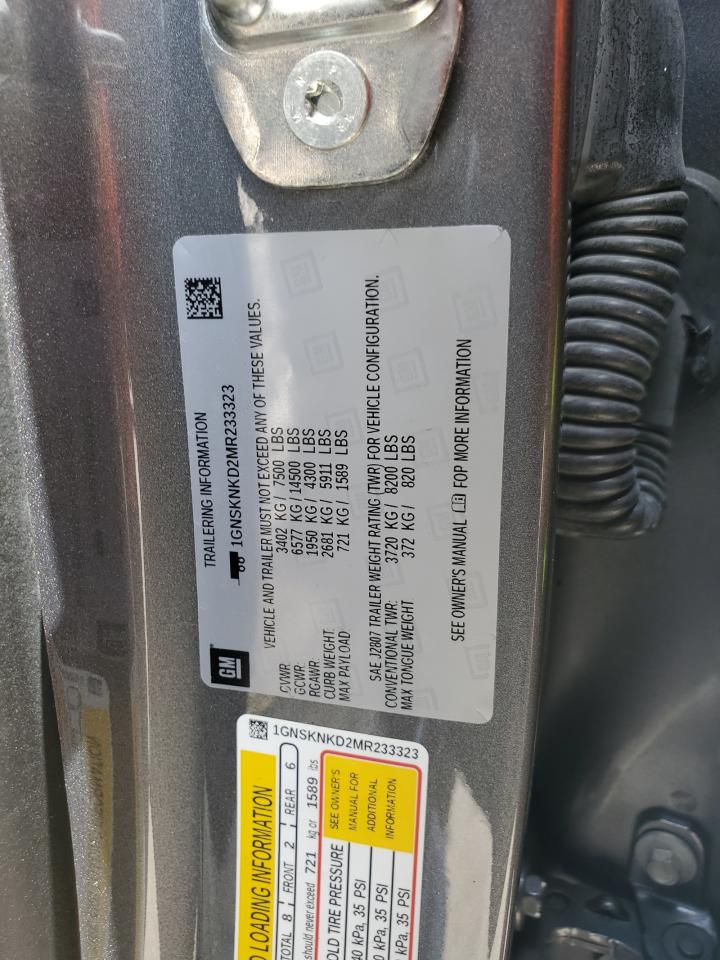 GM
TRAILERING INFORMATION
1GNSKNKD2MR233323
VEHICLE AND TRAILER MUST NOT EXCEED ANY OF THESE VALUES.
GVWR: 3402 KG / 7500 LBS
GCWR: 6577 KG / 14500 LBS
RGAWR: 1950 KG / 4300 LBS
CURB WEIGHT: 2681 KG / 5911 LBS
MAX PAYLOAD 721 KG / 1589 LBS
SAE J2807 TRAILER WEIGHT RATING (TWR) FOR VEHICLE CONFIGURATION.
CONVENTIONAL TWR: 3720 KG / 8200 LBS
MAX TONGUE WEIGHT 372 KG / 820 LBS
SEE OWNER'S MANUAL FOP MORE INFORMATION
LOADING INFORMATION
1GNSKNKD2MR233323
TOTAL 8 FRONT 2 REAR 6
should never exceed 721 kg or 1589 lbs
TIRE PRESSURE
SEE OWNER'S
MANUAL FOR
ADDITIONAL
INFORMATION
35 PSI
35 PSI
kPa, 35 PSI